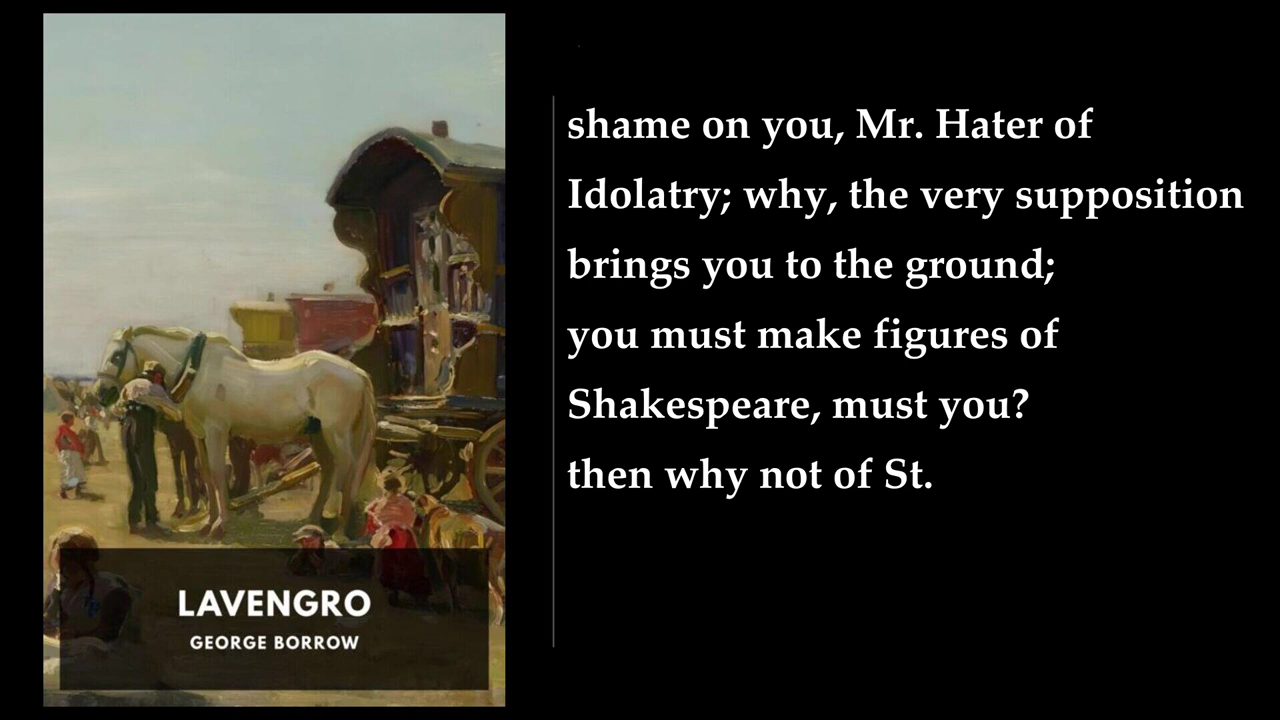 shame on you, Mr. Hater of
Idolatry; why, the very supposition
brings you to the ground;
you must make figures of
Shakespeare, must you?
then why not of St.
LAVENGRO
GEORGE BORROW